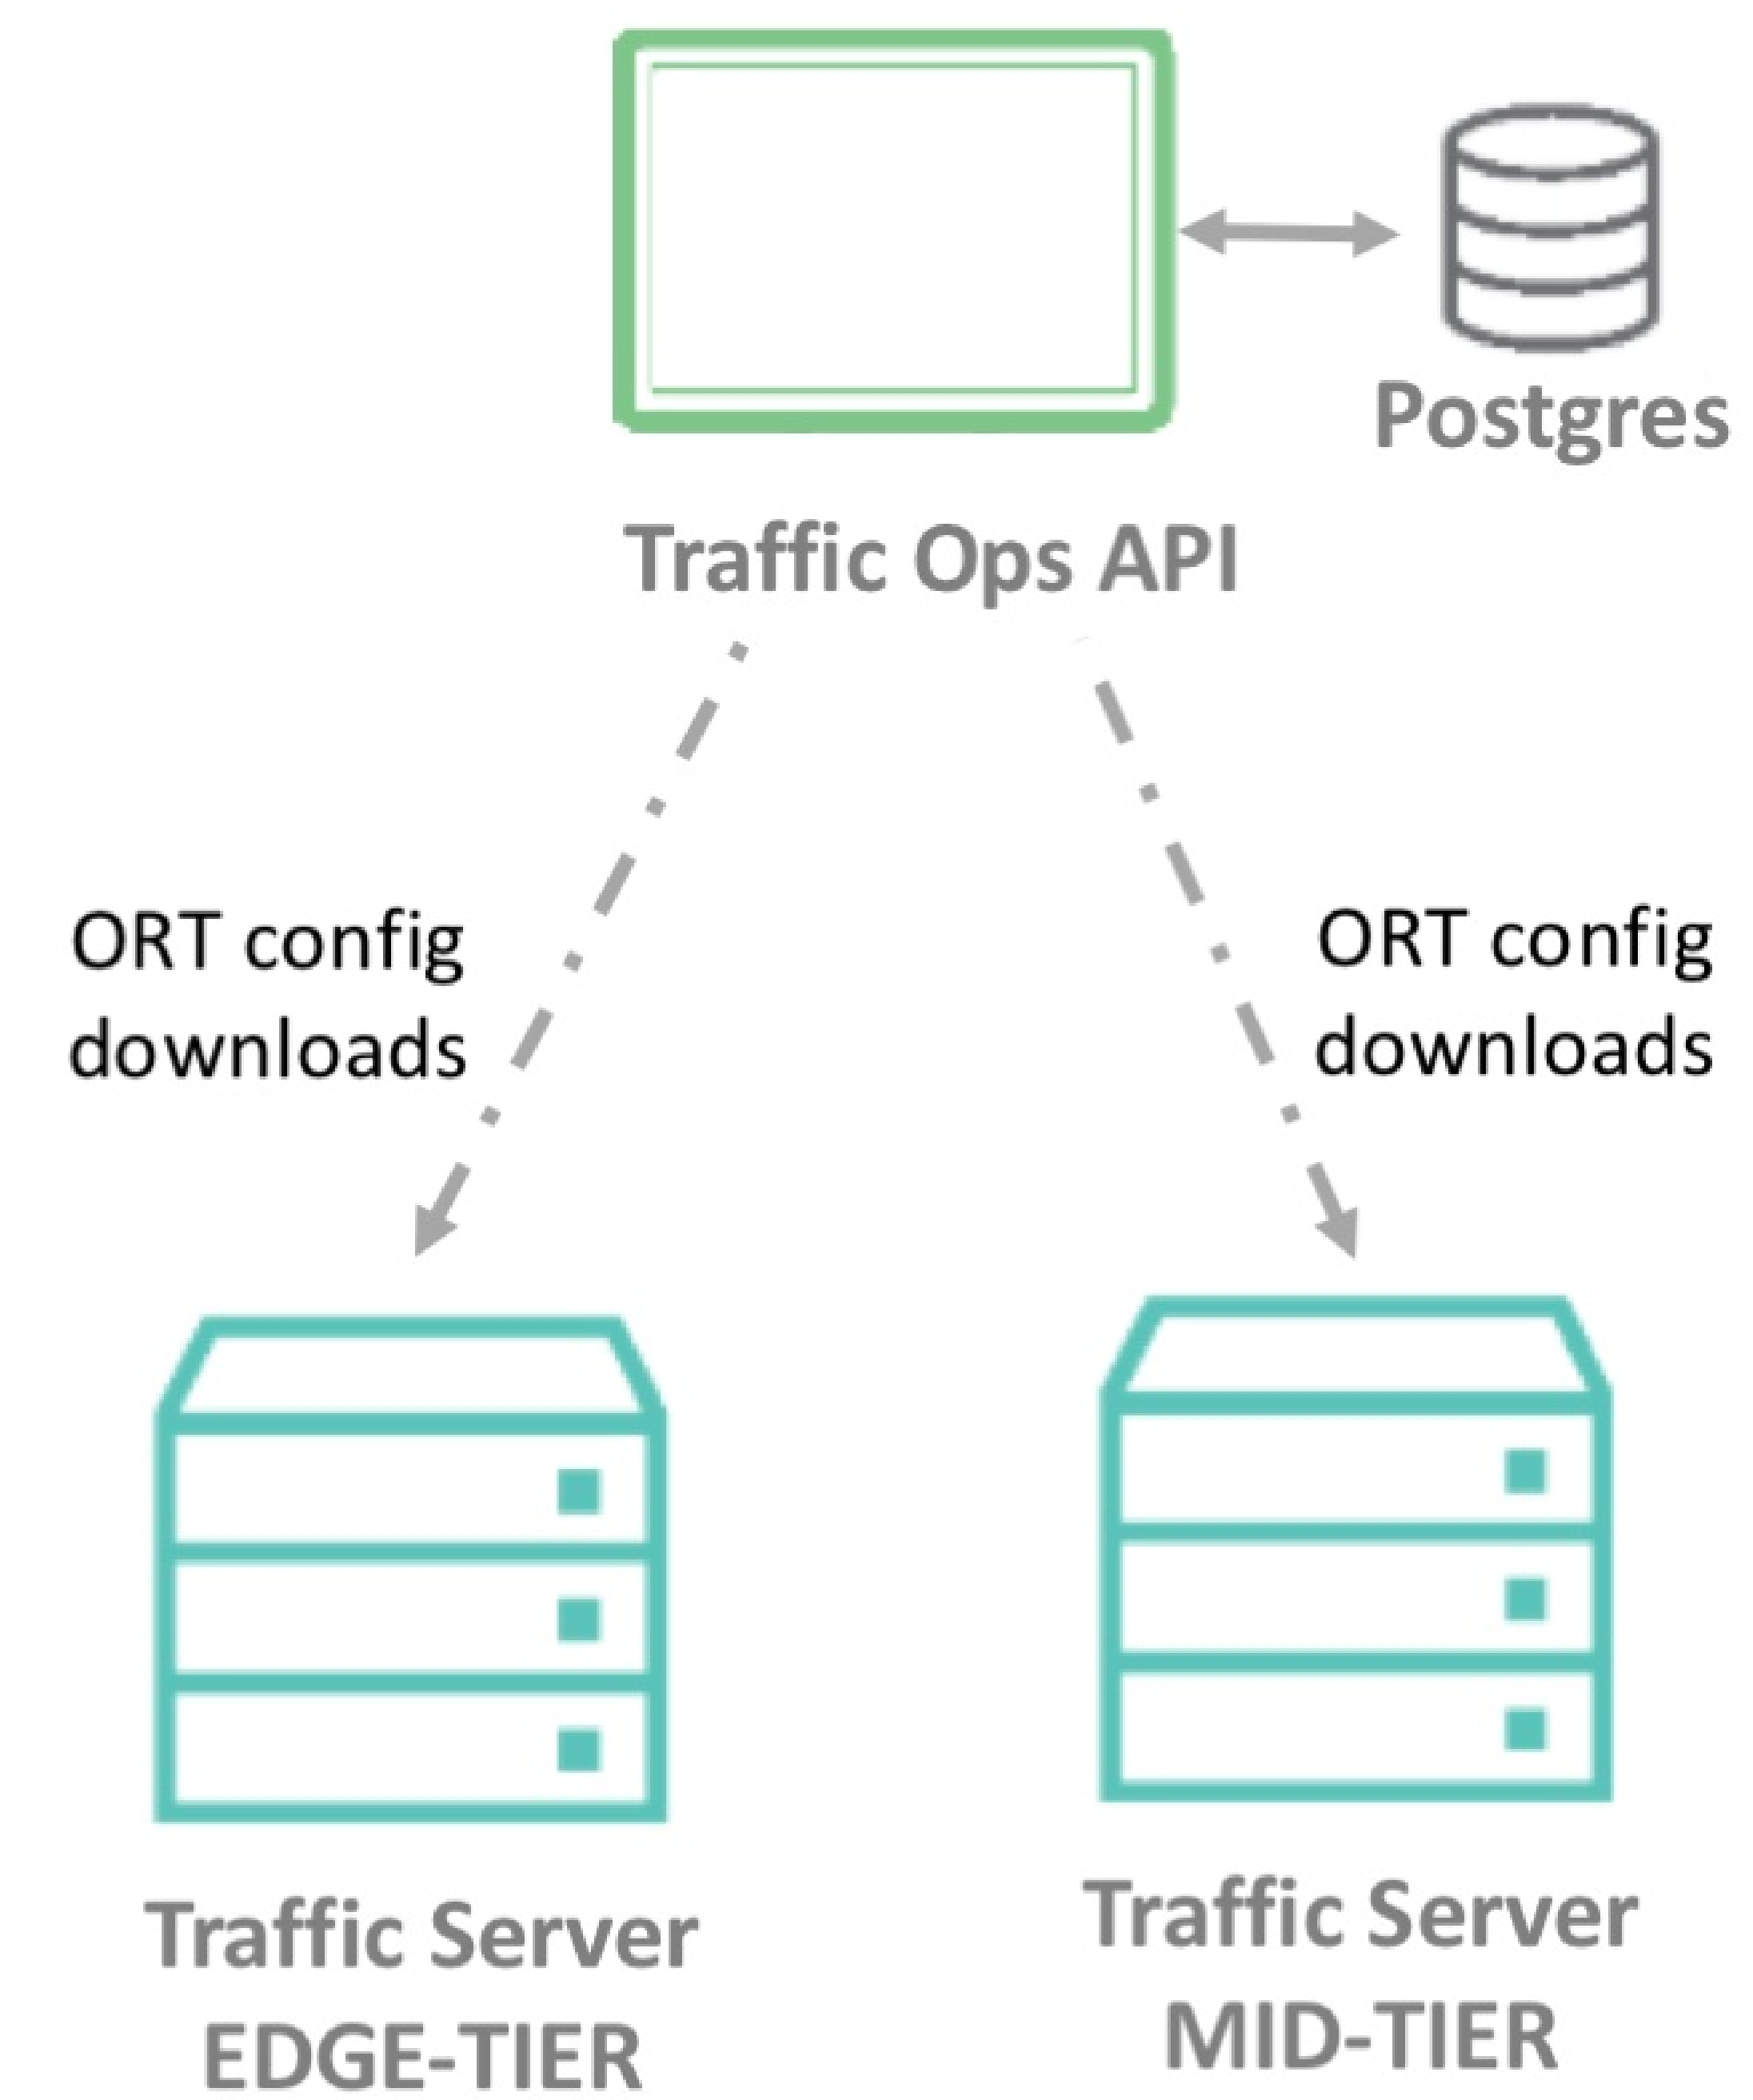 Postgres
Traffic Ops API
ORT config
downloads
ORT config
downloads
Traffic Server
EDGE-TIER
Traffic Server
MID-TIER